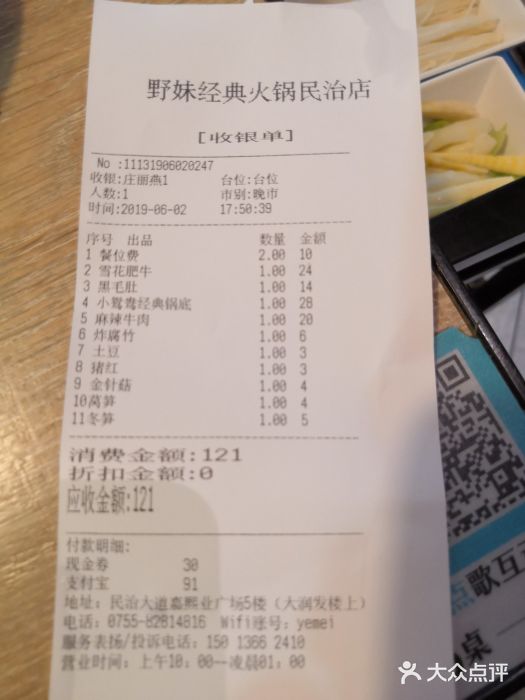 野妹经典火锅民治店
[收银单]
No :11131906020247
收银:庄丽燕1 台位:台位
人数:1 市别:晚市
时间:2019-06-02 17:50:39
序号 出品 数量 金额
1 餐位费 2.00 10
2 雪花肥牛 1.00 24
3 黑毛肚 1.00 14
4 小鸳鸯经典锅底 1.00 28
5 麻辣牛肉 1.00 20
6 炸腐竹 1.00 6
7 土豆 1.00 3
8 猪红 1.00 3
9 金针菇 1.00 4
10莴笋 1.00 4
11冬笋 1.00 5
消费金额:121
折扣金额:0
应收金额:121
付款明细:
现金券 30
支付宝 91
地址: 民治大道嘉熙业广场5楼（大润发楼上）
电话: 0755-82814816 Wifi账号: yemei
服务表扬/投诉电话: 150 1366 2410
营业时间: 上午10: 00--凌晨01: 00
点歌互
桌
大众点评